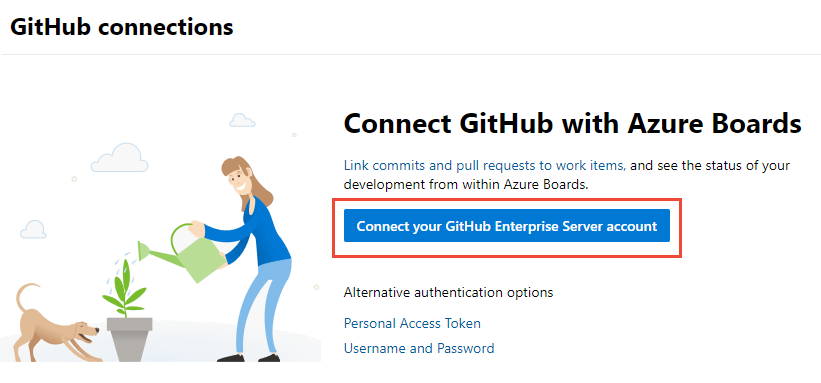 GitHub connections
Connect GitHub with Azure Boards
Link commits and pull requests to work items, and see the status of your
development from within Azure Boards.
Connect your GitHub Enterprise Server account
Alternative authentication options
Personal Access Token
Username and Password